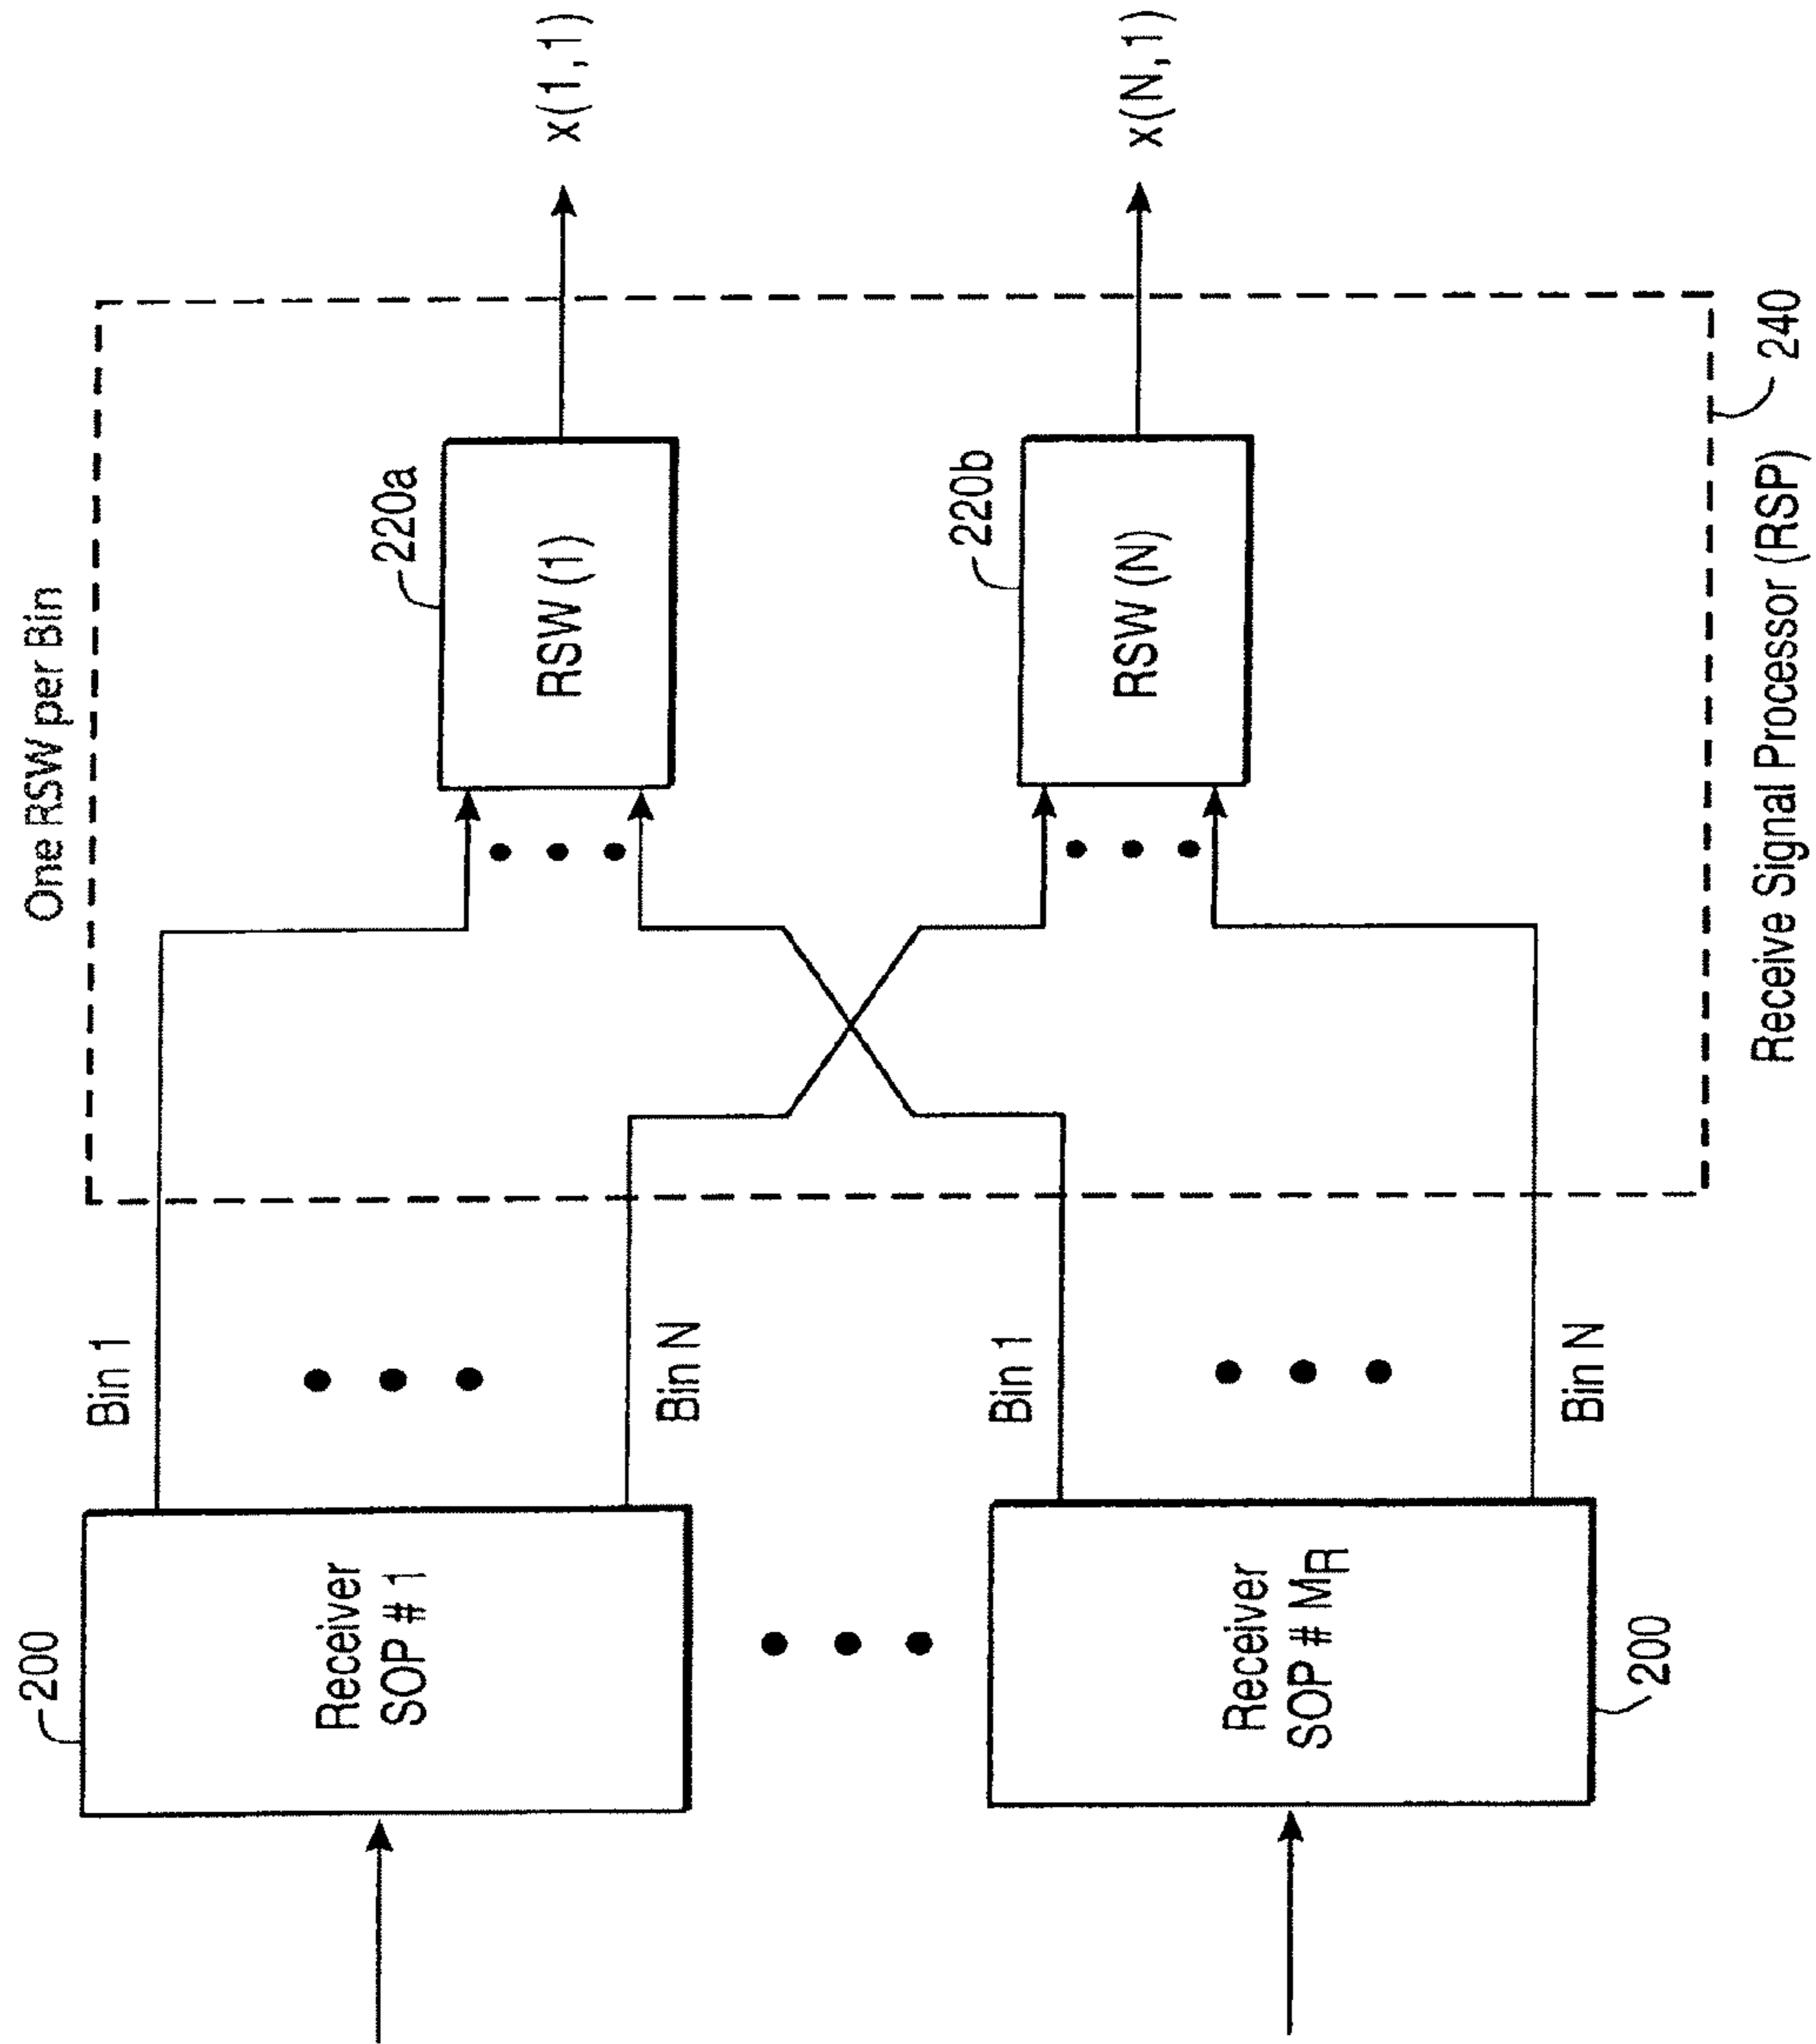 One RSW per Bin
200
Receiver
SOP # 1
Bin 1
Bin N
220a
RSW (1)
x(1,1)
Receiver
SOP # MR
200
Bin 1
Bin N
220b
RSW (N)
x(N,1)
240
Receive Signal Processor (RSP)